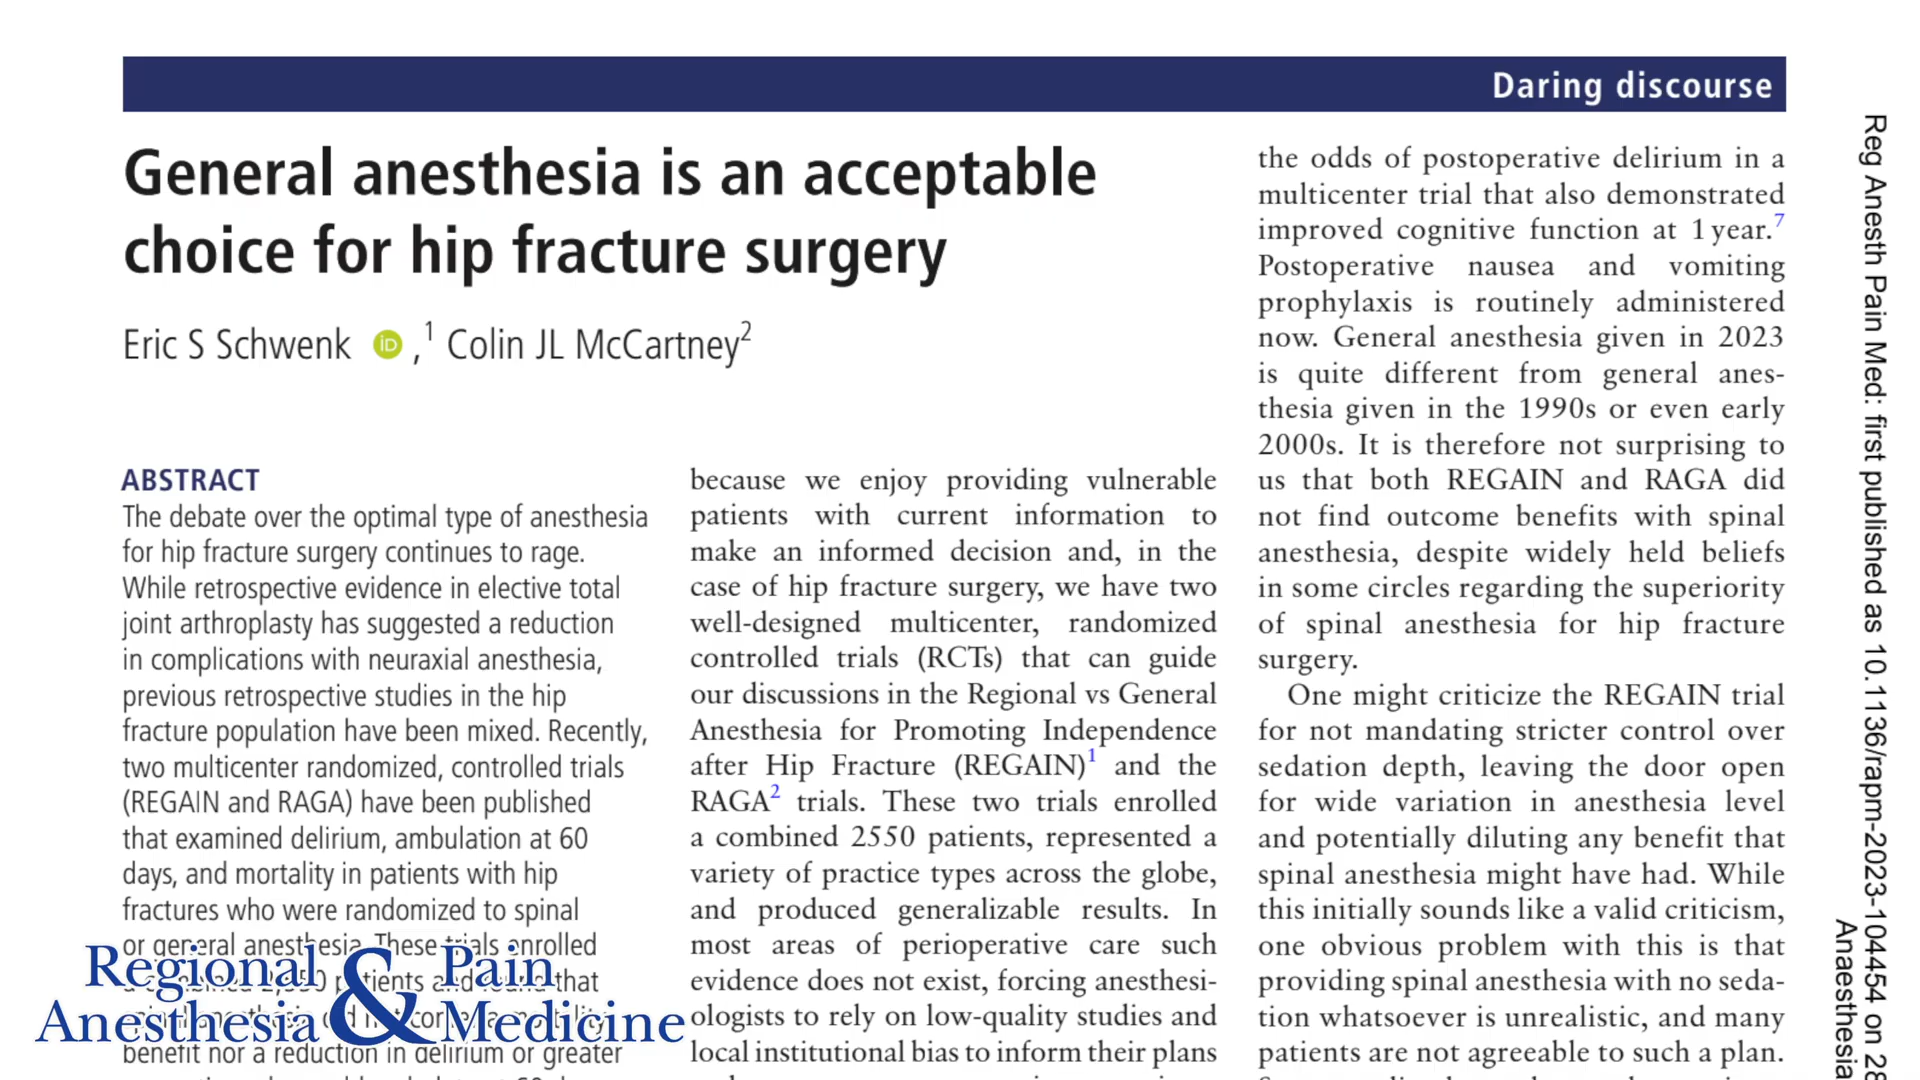 Daring discourse
General anesthesia is an acceptable
choice for hip fracture surgery
Eric S Schwenk iD ,1 Colin JL McCartney2
ABSTRACT
The debate over the optimal type of anesthesia
for hip fracture surgery continues to rage.
While retrospective evidence in elective total
joint arthroplasty has suggested a reduction
in complications with neuraxial anesthesia,
previous retrospective studies in the hip
fracture population have been mixed. Recently,
two multicenter randomized, controlled trials
(REGAIN and RAGA) have been published
that examined delirium, ambulation at 60
days, and mortality in patients with hip
fractures who were randomized to spinal
or general anesthesia. These trials enrolled
patients and that
benefit nor a reduction in delirium or greater
because we enjoy providing vulnerable
patients with current information to
make an informed decision and, in the
case of hip fracture surgery, we have two
well-designed multicenter, randomized
controlled trials (RCTs) that can guide
our discussions in the Regional vs General
Anesthesia for Promoting Independence
after Hip Fracture (REGAIN)1 and the
RAGA2 trials. These two trials enrolled
a combined 2550 patients, represented a
variety of practice types across the globe,
and produced generalizable results. In
most areas of perioperative care such
evidence does not exist, forcing anesthesi-
ologists to rely on low-quality studies and
local institutional bias to inform their plans
the odds of postoperative delirium in a
multicenter trial that also demonstrated
improved cognitive function at 1 year.7
Postoperative nausea and vomiting
prophylaxis is routinely administered
now. General anesthesia given in 2023
is quite different from general anes-
thesia given in the 1990s or even early
2000s. It is therefore not surprising to
us that both REGAIN and RAGA did
not find outcome benefits with spinal
anesthesia, despite widely held beliefs
in some circles regarding the superiority
of spinal anesthesia for hip fracture
surgery.
One might criticize the REGAIN trial
for not mandating stricter control over
sedation depth, leaving the door open
for wide variation in anesthesia level
and potentially diluting any benefit that
spinal anesthesia might have had. While
this initially sounds like a valid criticism,
one obvious problem with this is that
providing spinal anesthesia with no seda-
tion whatsoever is unrealistic, and many
patients are not agreeable to such a plan.
Reg Anesth Pain Med: first published as 10.1136/rapm-2023-104454 on 28
Anaesthesia
Regional & Pain
Anesthesia Medicine